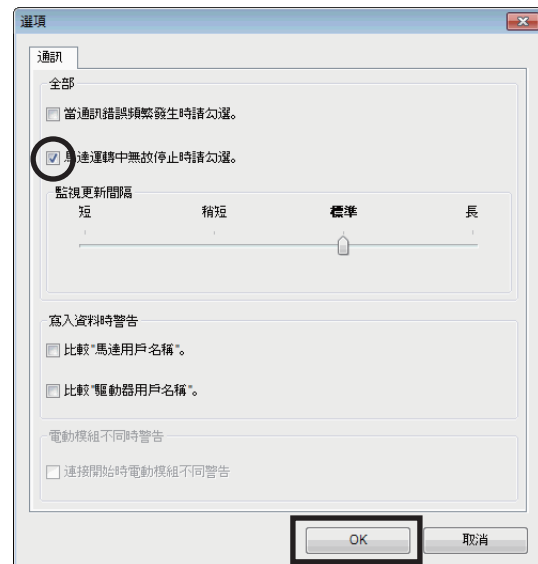 選項
通訊
全部
當通訊錯誤頻繁發生時請勾選。
馬達運轉中無故停止時請勾選。
監視更新間隔
短 稍短 標準 長
寫入資料時警告
比較"馬達用戶名稱"。
比較"驅動器用戶名稱"。
電動模組不同時警告
連接開始時電動模組不同警告
OK 取消